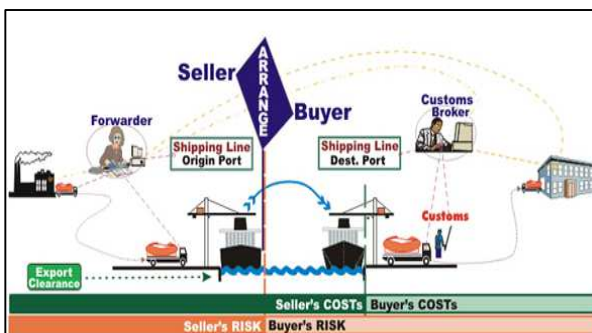 Seller
ARRANGE
Buyer
Forwarder
Customs
Broker
Shipping Line
Origin Port
Shipping Line
Dest. Port
Customs
Export
Clearance
Seller's COSTs
Buyer's COSTs
Seller's RISK
Buyer's RISK